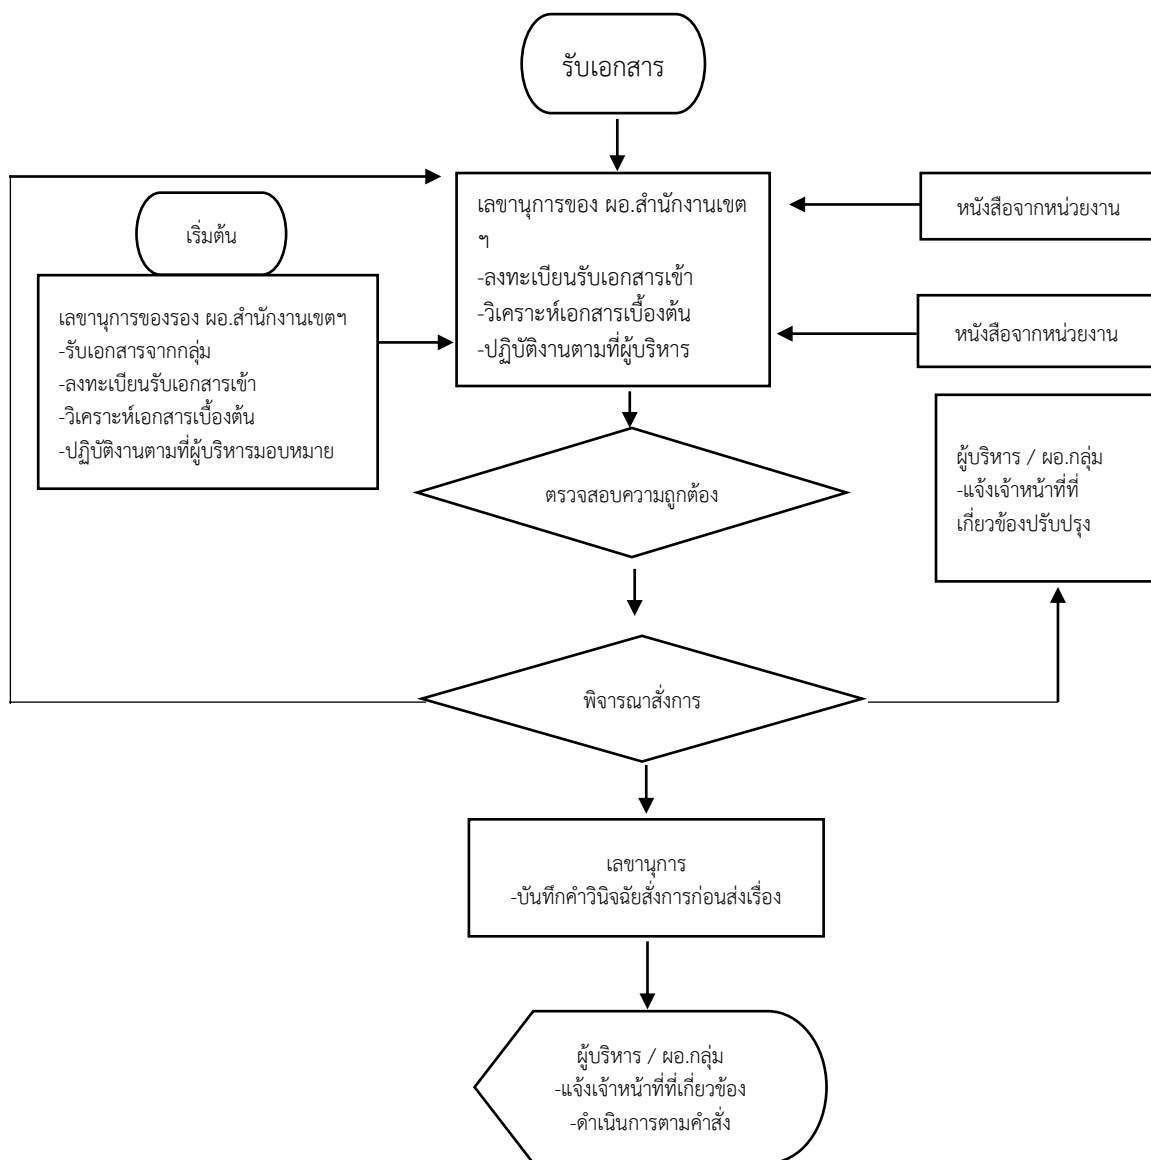 รับเอกสาร
เลขานุการของ ผอ.สำนักงานเขต
ฯ
-ลงทะเบียนรับเอกสารเข้า
-วิเคราะห์เอกสารเบื้องต้น
-ปฏิบัติงานตามที่ผู้บริหาร
หนังสือจากหน่วยงาน
เริ่มต้น
เลขานุการของรอง ผอ.สำนักงานเขตฯ
-รับเอกสารจากกลุ่ม
-ลงทะเบียนรับเอกสารเข้า
-วิเคราะห์เอกสารเบื้องต้น
-ปฏิบัติงานตามที่ผู้บริหารมอบหมาย
หนังสือจากหน่วยงาน
ผู้บริหาร / ผอ.กลุ่ม
-แจ้งเจ้าหน้าที่ที่
เกี่ยวข้องปรับปรุง
ตรวจสอบความถูกต้อง
พิจารณาสั่งการ
เลขานุการ
-บันทึกคำวินิจฉัยสั่งการก่อนส่งเรื่อง
ผู้บริหาร / ผอ.กลุ่ม
-แจ้งเจ้าหน้าที่ที่เกี่ยวข้อง
-ดำเนินการตามคำสั่ง